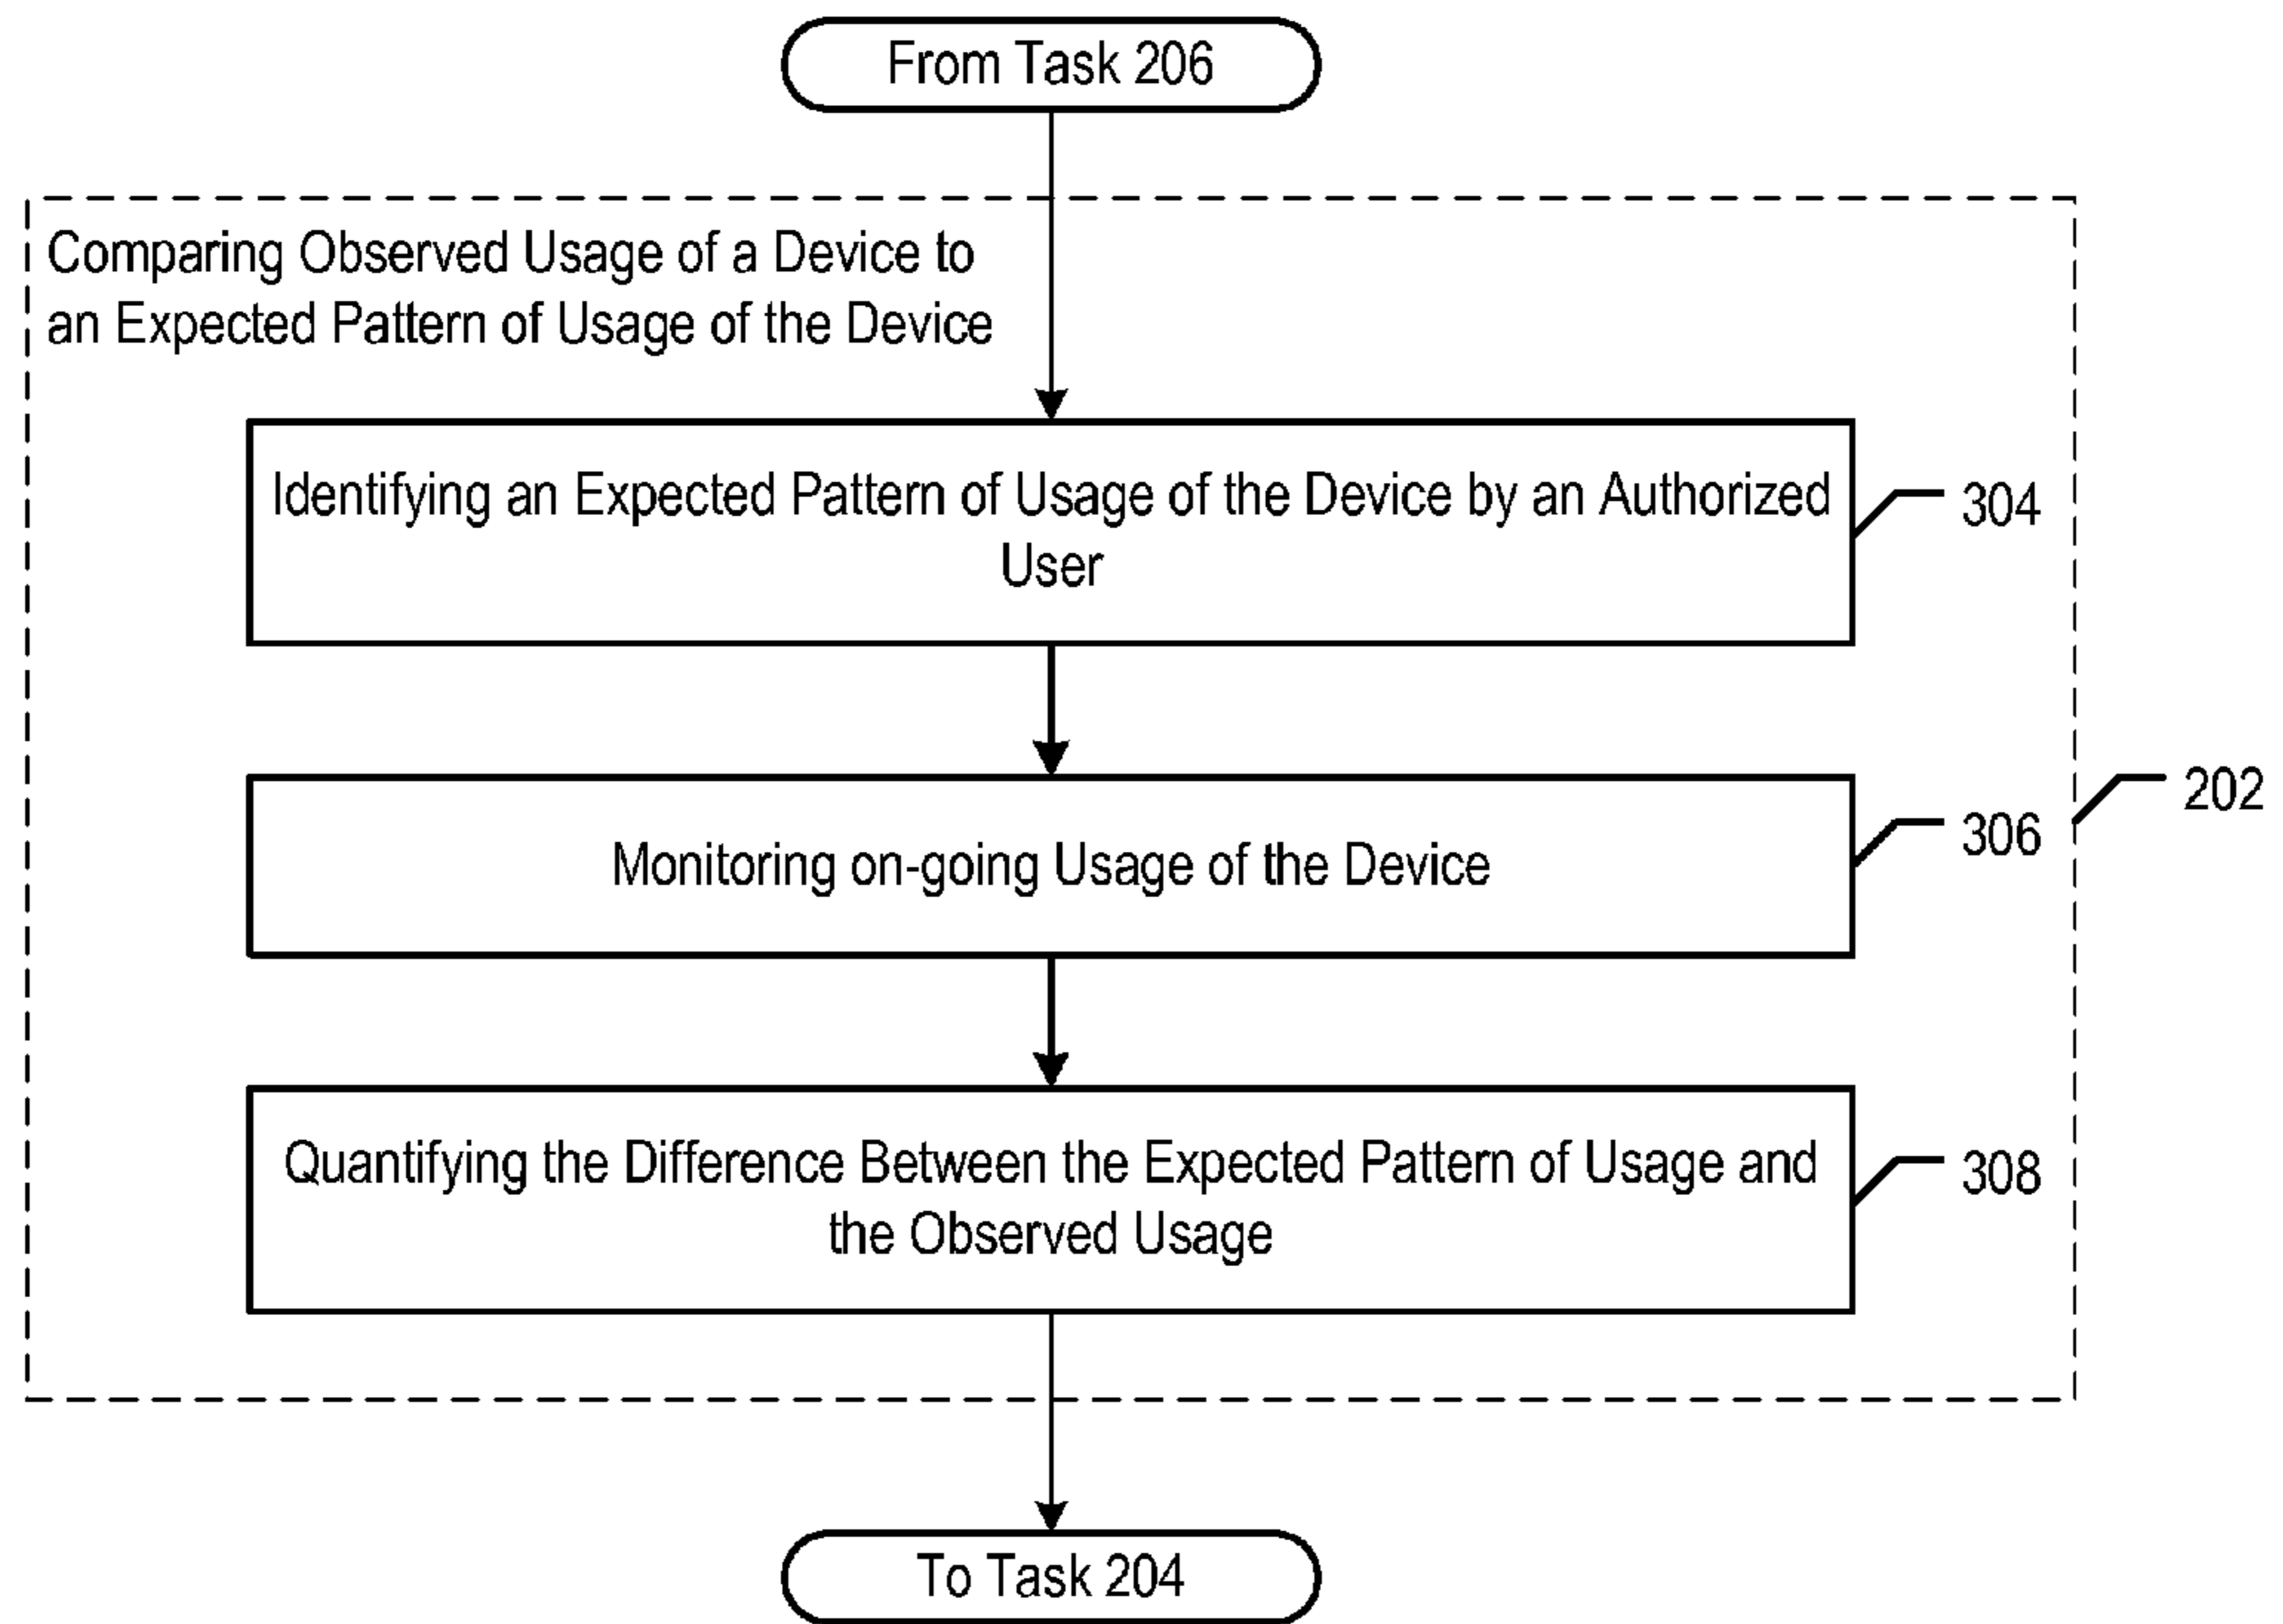 From Task 206
Comparing Observed Usage of a Device to
an Expected Pattern of Usage of the Device
Identifying an Expected Pattern of Usage of the Device by an Authorized
User
304
Monitoring on-going Usage of the Device
306
202
Quantifying the Difference Between the Expected Pattern of Usage and
the Observed Usage
308
To Task 204